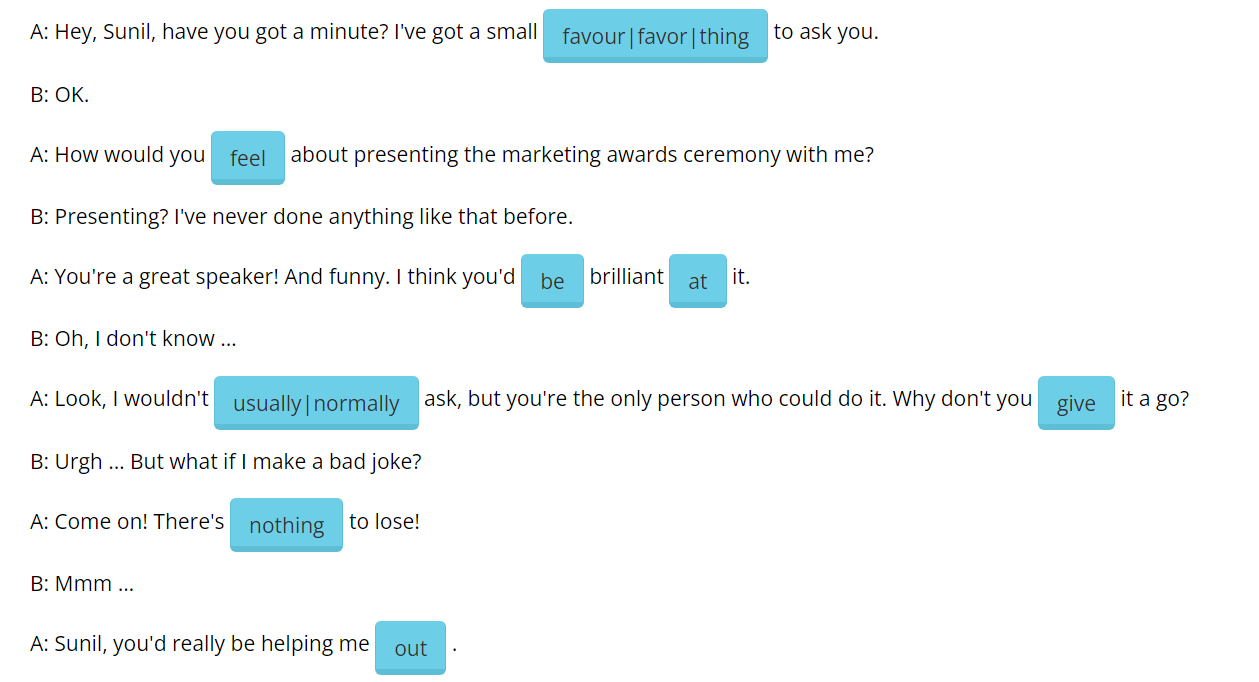 A: Hey, Sunil, have you got a minute? I've got a small favour|favor|thing to ask you.
B: OK.
A: How would you feel about presenting the marketing awards ceremony with me?
B: Presenting? I've never done anything like that before.
A: You're a great speaker! And funny. I think you'd be brilliant at it.
B: Oh, I don't know ...
A: Look, I wouldn't usually|normally ask, but you're the only person who could do it. Why don't you give it a go?
B: Urgh ... But what if I make a bad joke?
A: Come on! There's nothing to lose!
B: Mmm ...
A: Sunil, you'd really be helping me out .